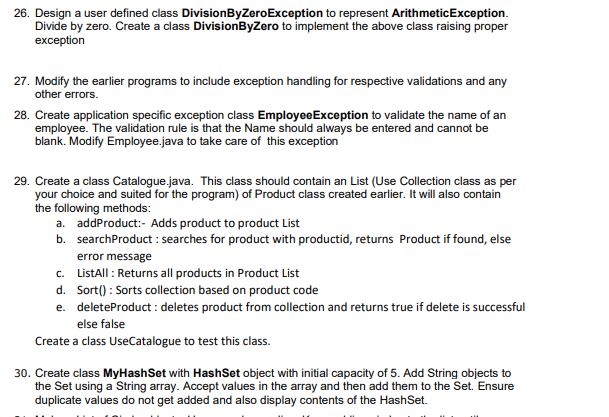 26. Design a user defined class DivisionByZeroException to represent ArithmeticException.
Divide by zero. Create a class DivisionByZero to implement the above class raising proper
exception
27. Modify the earlier programs to include exception handling for respective validations and any
other errors.
28. Create application specific exception class EmployeeException to validate the name of an
employee. The validation rule is that the Name should always be entered and cannot be
blank. Modify Employee.java to take care of this exception
29. Create a class Catalogue.java. This class should contain an List (Use Collection class as per
your choice and suited for the program) of Product class created earlier. It will also contain
the following methods:
a. addProduct:- Adds product to product List
b. searchProduct : searches for product with productid, returns Product if found, else
error message
c. ListAll : Returns all products in Product List
d. Sort() : Sorts collection based on product code
e. deleteProduct : deletes product from collection and returns true if delete is successful
else false
Create a class UseCatalogue to test this class.
30. Create class MyHashSet with HashSet object with initial capacity of 5. Add String objects to
the Set using a String array. Accept values in the array and then add them to the Set. Ensure
duplicate values do not get added and also display contents of the HashSet.